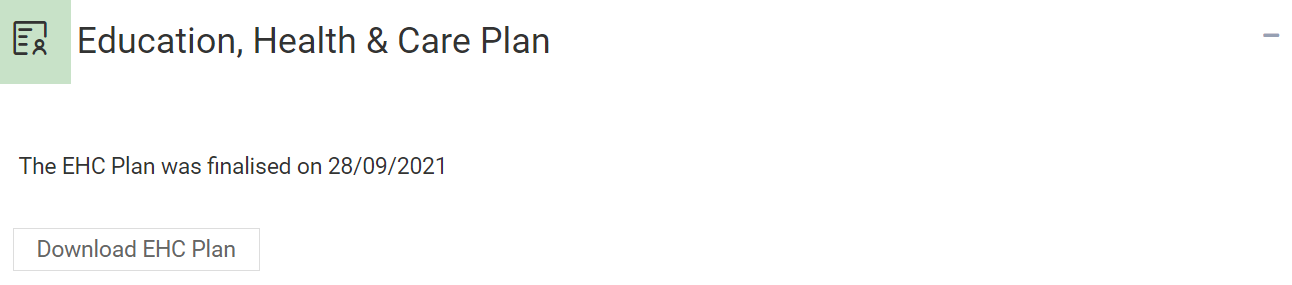 Education, Health & Care Plan
The EHC Plan was finalised on 28/09/2021
Download EHC Plan